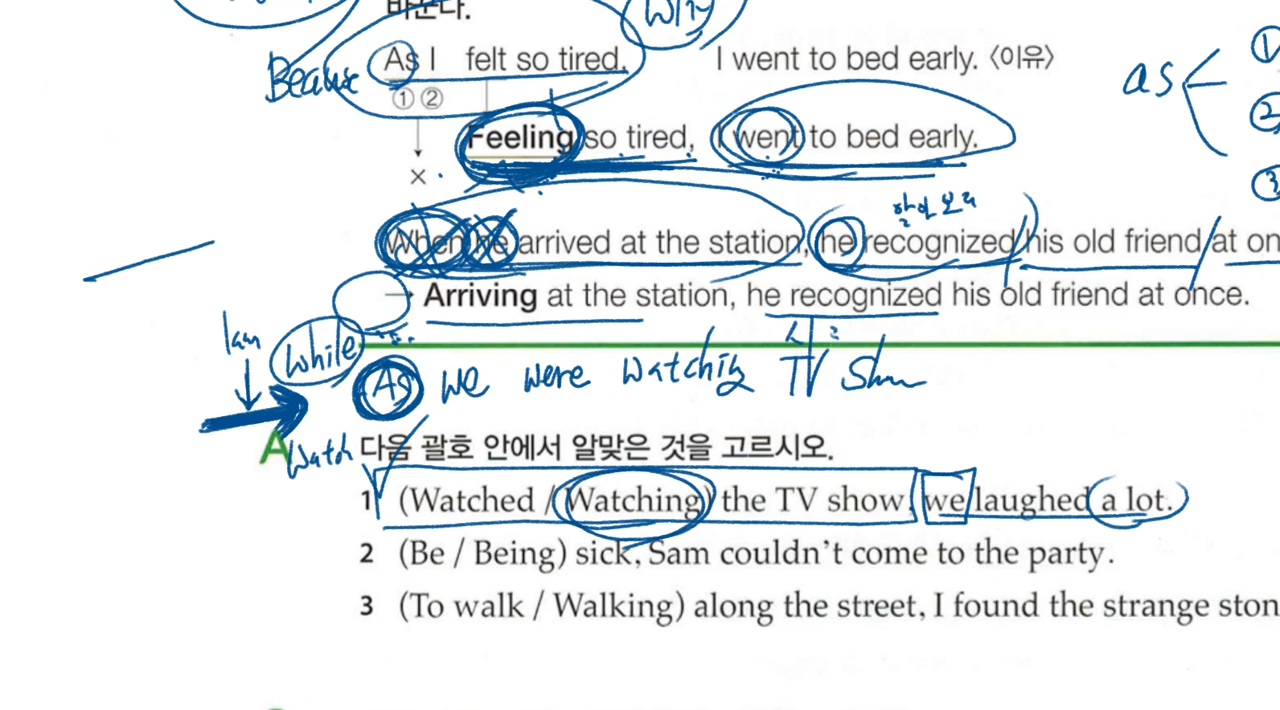 바꾼다.
with
Beause As I felt so tired, I went to bed early. 〈이유〉
as ①
① ② ②
Feeling so tired, I went to bed early.
×
③
알아보다
When he arrived at the station, he recognized his old friend at on
→ Arriving at the station, he recognized his old friend at once.
while
As we were watching TV Show
A 다음 괄호 안에서 알맞은 것을 고르시오.
Watch
1 (Watched / Watching) the TV show, we laughed a lot.
2 (Be / Being) sick, Sam couldn't come to the party.
3 (To walk / Walking) along the street, I found the strange ston